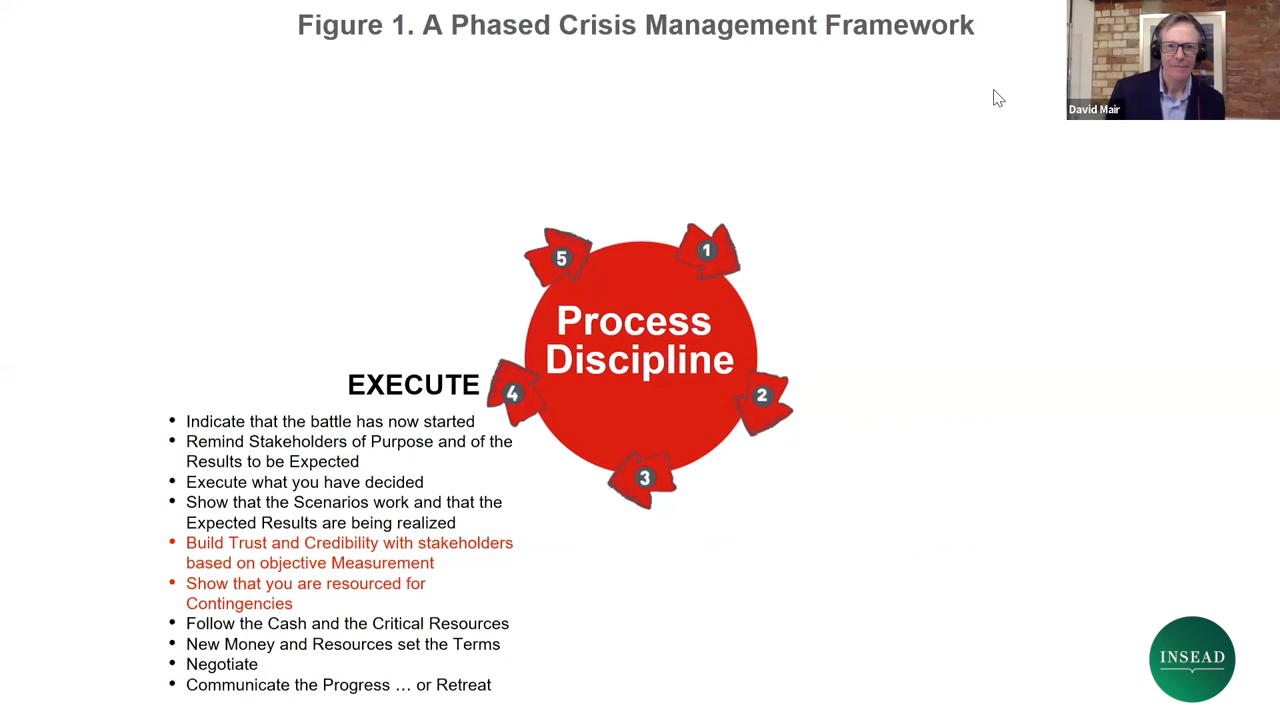 Figure 1. A Phased Crisis Management Framework
David Mair
5
1
Process
Discipline
EXECUTE
4
2
3
• Indicate that the battle has now started
• Remind Stakeholders of Purpose and of the
Results to be Expected
• Execute what you have decided
• Show that the Scenarios work and that the
Expected Results are being realized
• Build Trust and Credibility with stakeholders
based on objective Measurement
• Show that you are resourced for
Contingencies
• Follow the Cash and the Critical Resources
• New Money and Resources set the Terms
• Negotiate
• Communicate the Progress … or Retreat
INSEAD